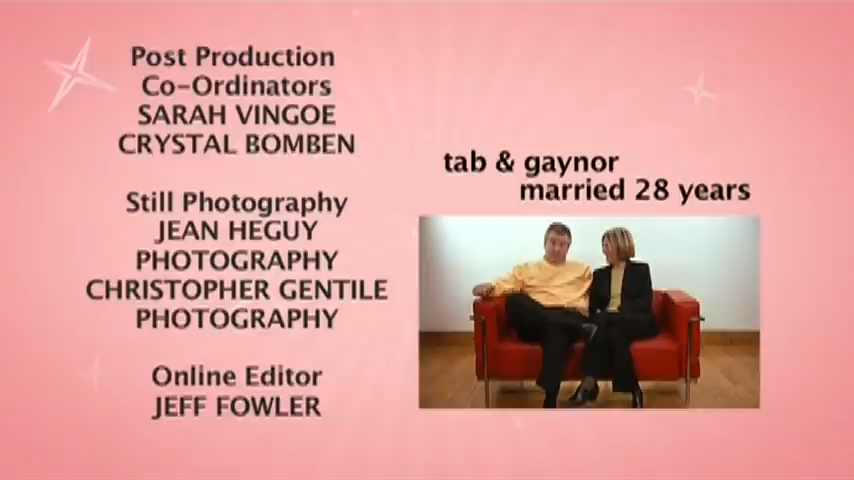 Post Production
Co-Ordinators
SARAH VINGOE
CRYSTAL BOMBEN
Still Photography
JEAN HEGUY
PHOTOGRAPHY
CHRISTOPHER GENTILE
PHOTOGRAPHY
Online Editor
JEFF FOWLER
tab & gaynor
married 28 years